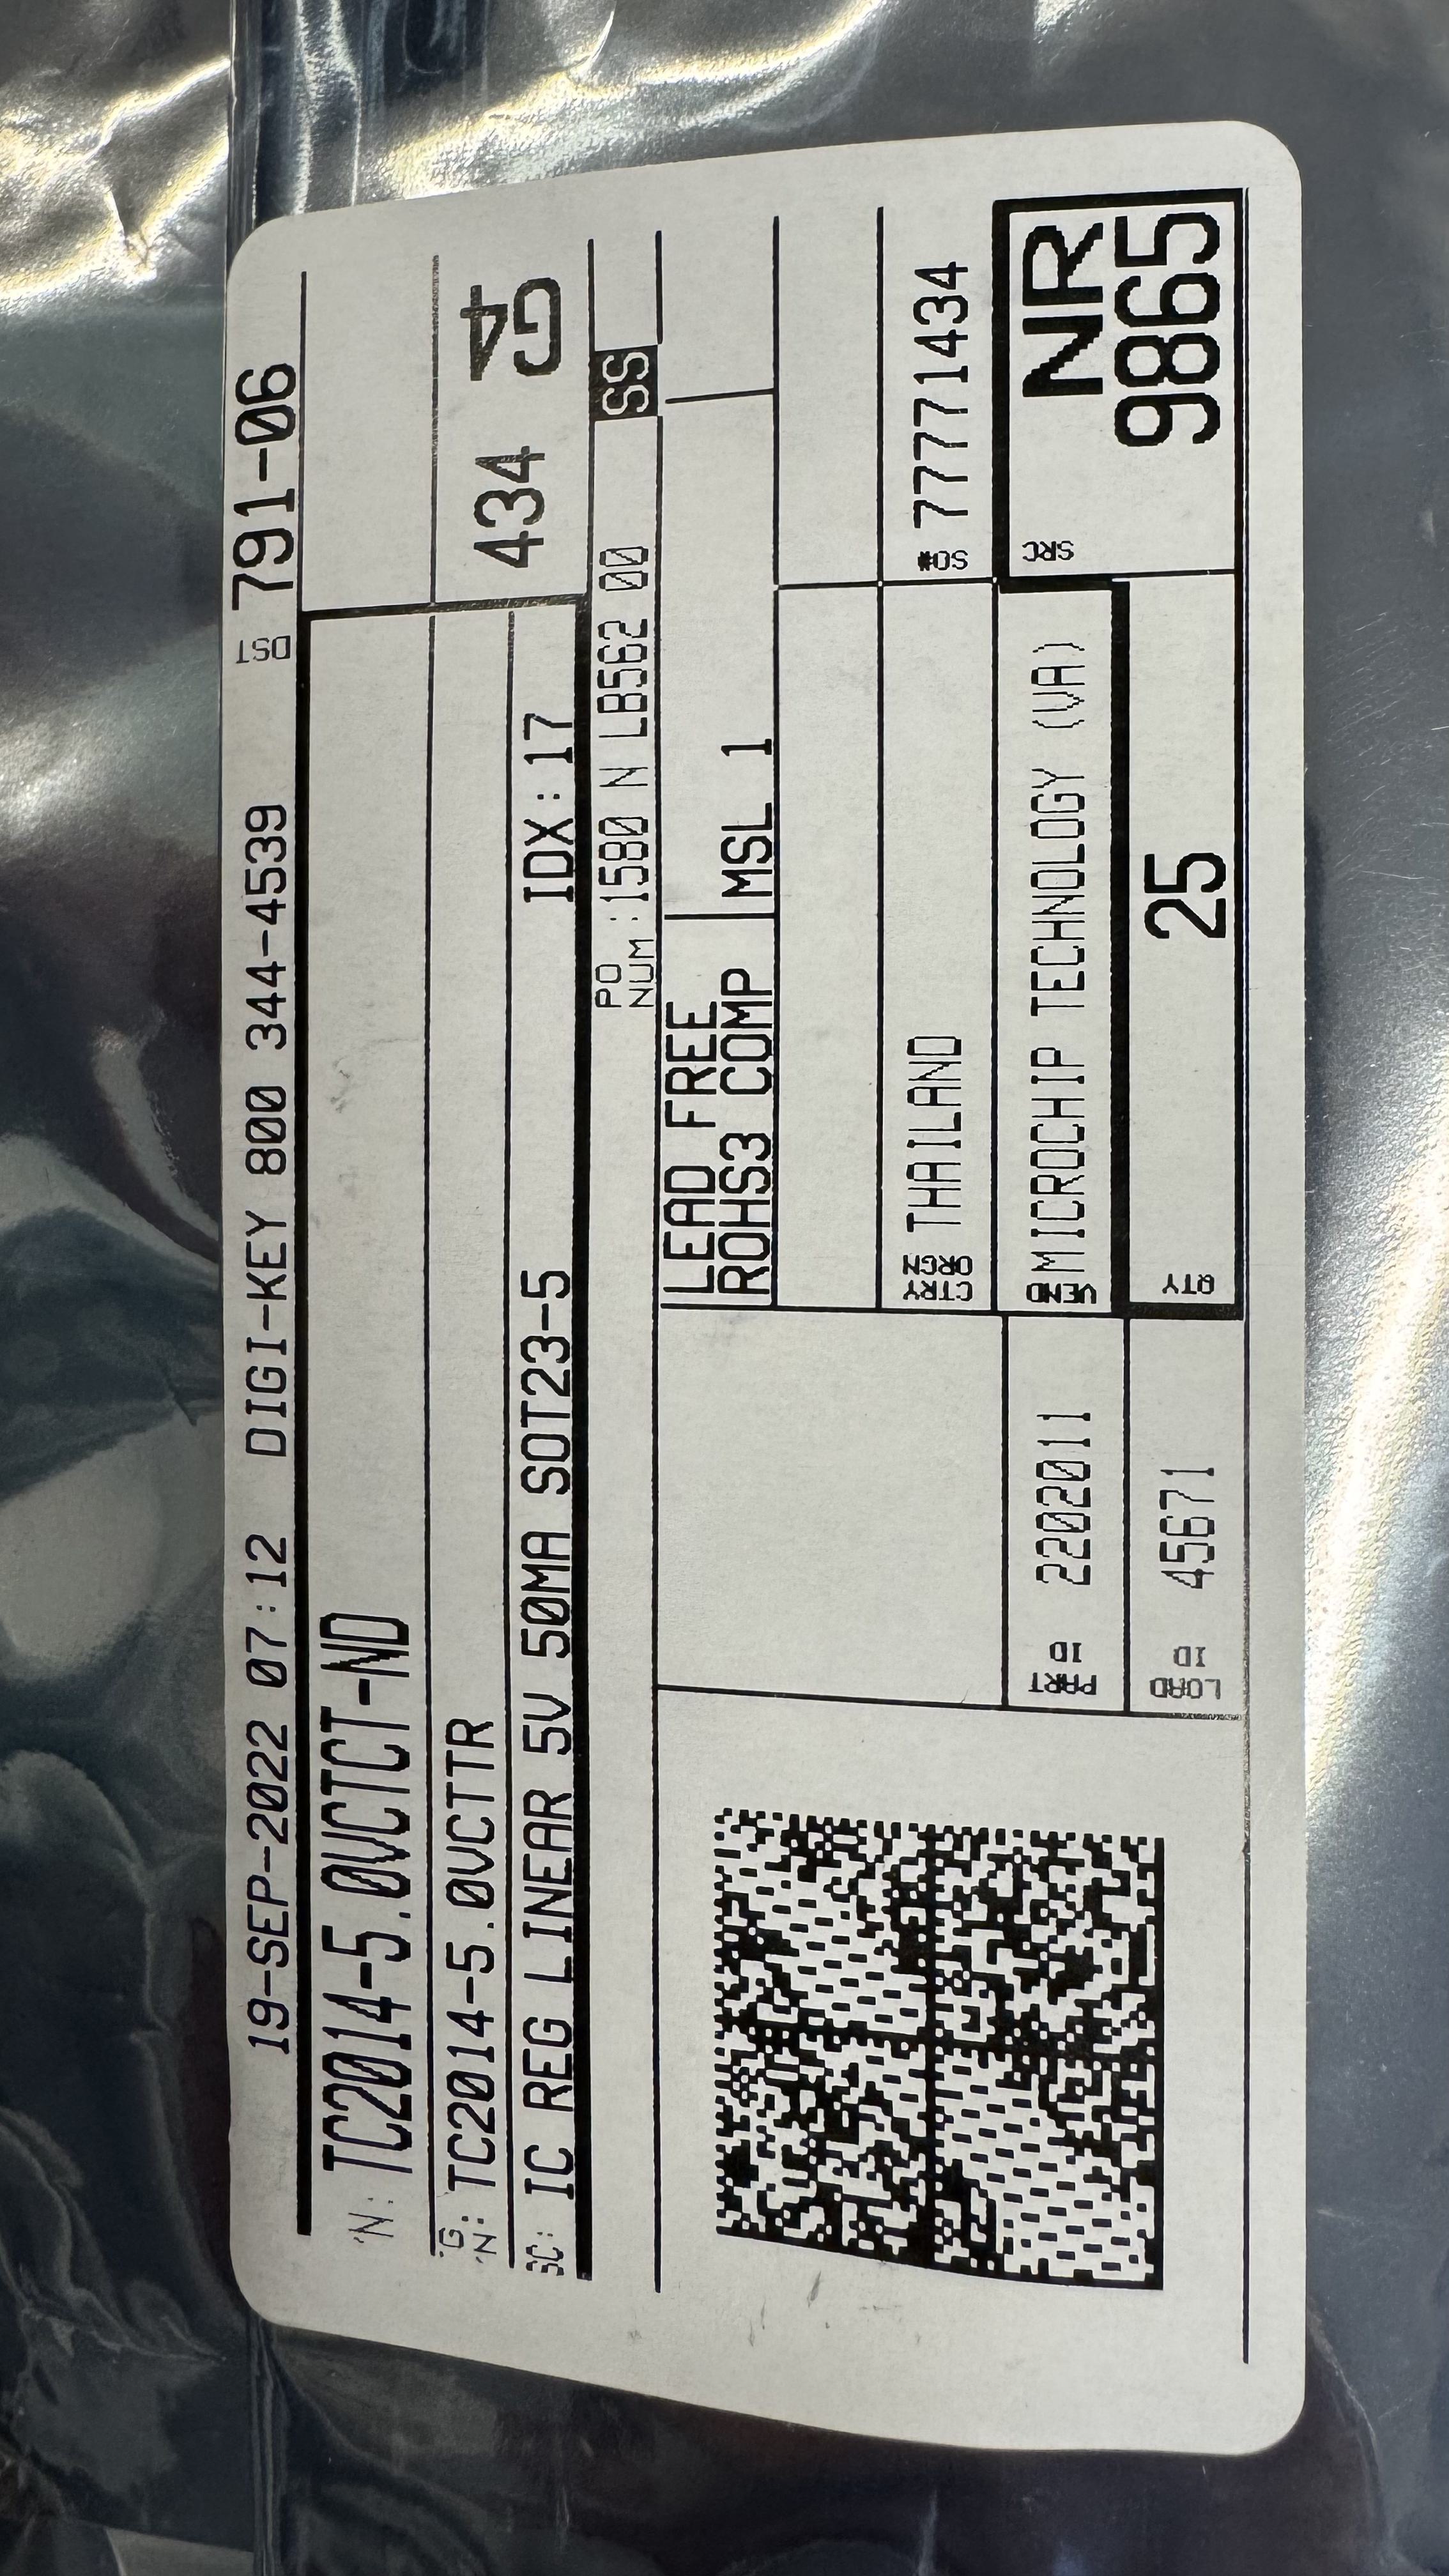 19-SEP-2022 07:12 DIGI-KEY 800 344-4539 DST 791-06
N: TC2014-5.0VCTCT-ND
G
N: TC2014-5.0VCTTR 434 G4
SC: IC REG LINEAR 5V 50MA SOT23-5 IDX:17
PO
NUM :1580 N LB562 00 SS
LEAD FREE
ROHS3 COMP MSL 1
CTRY
ORGN THAILAND SO# 77771434
PART
ID 2202011 VEND MICROCHIP TECHNOLOGY (VA) SRC NR
LOAD
ID 45671 QTY 25 9865